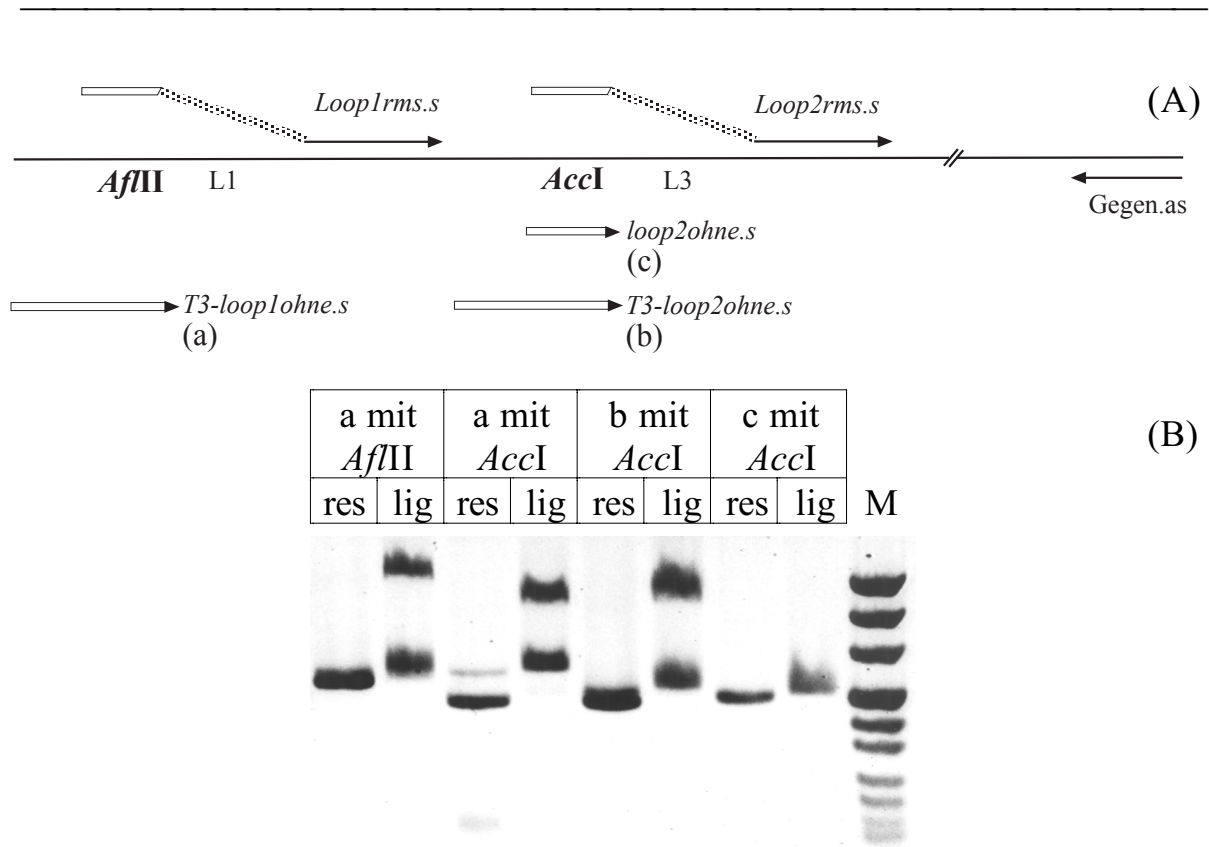 (A)
Loop1rms.s
Loop2rms.s
AflII L1 AccI L3
Gegen.as
loop2ohne.s
(c)
T3-loop1ohne.s T3-loop2ohne.s
(a) (b)
(B)
a mit a mit b mit c mit
AflII AccI AccI AccI
res lig res lig res lig res lig M